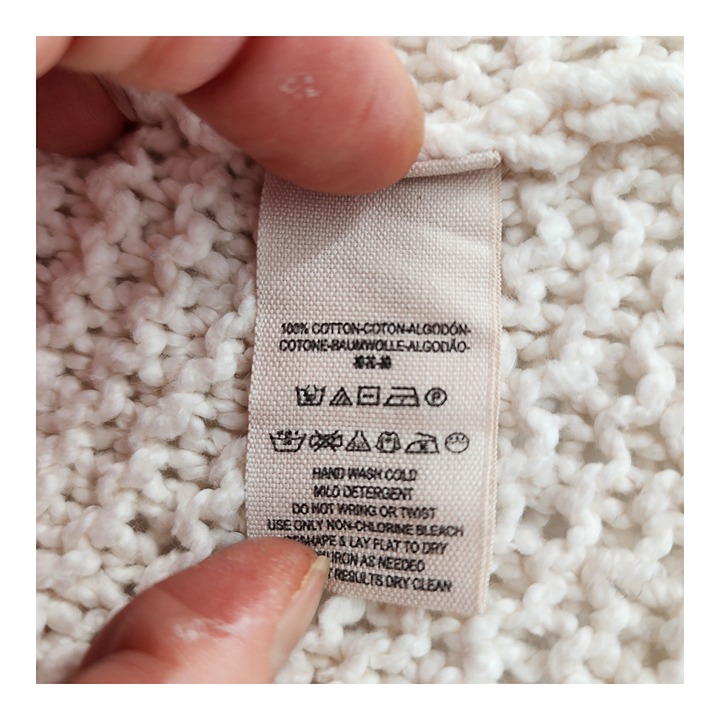 100% COTTON-COTON-ALGODÓN-
COTONE-BAUMWOLLE-ALGODÃO-
HAND WASH COLD
MILD DETERGENT
DO NOT WRING OR TWIST
USE ONLY NON-CHLORINE BLEACH
& LAY FLAT TO DRY
AS NEEDED
RESULTS DRY CLEAN